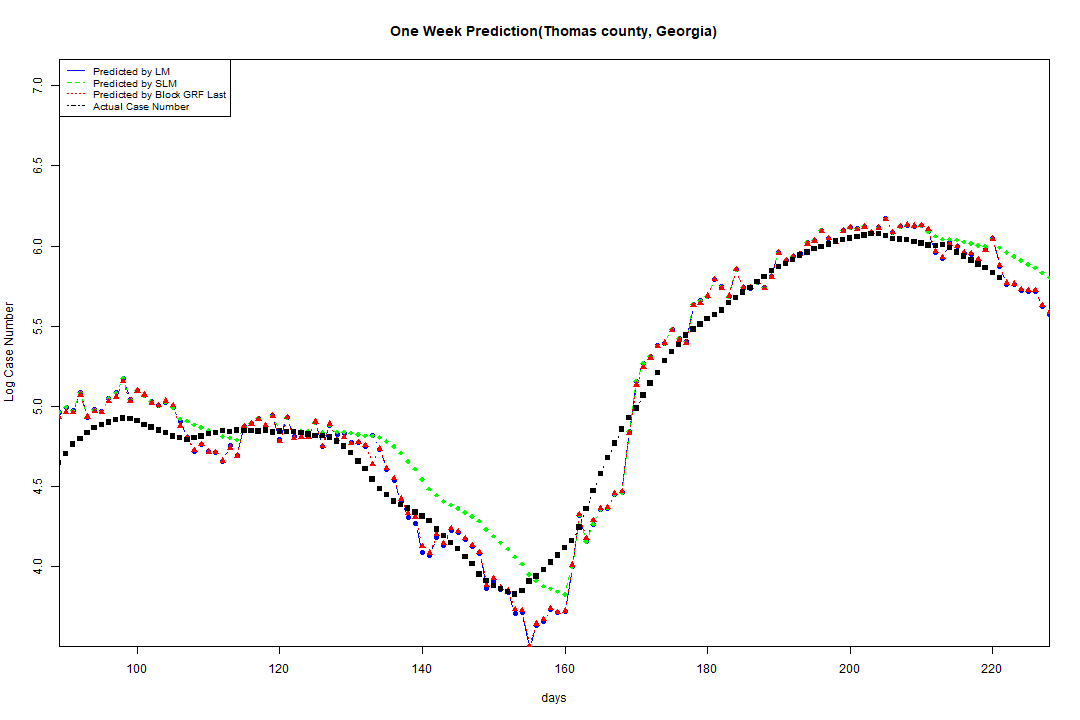 One Week Prediction(Thomas county, Georgia)
Predicted by LM
Predicted by SLM
Predicted by Block GRF Last
Actual Case Number
7.0
6.5
6.0
5.5
5.0
4.5
4.0
Log Case Number
100 120 140 160 180 200 220
days